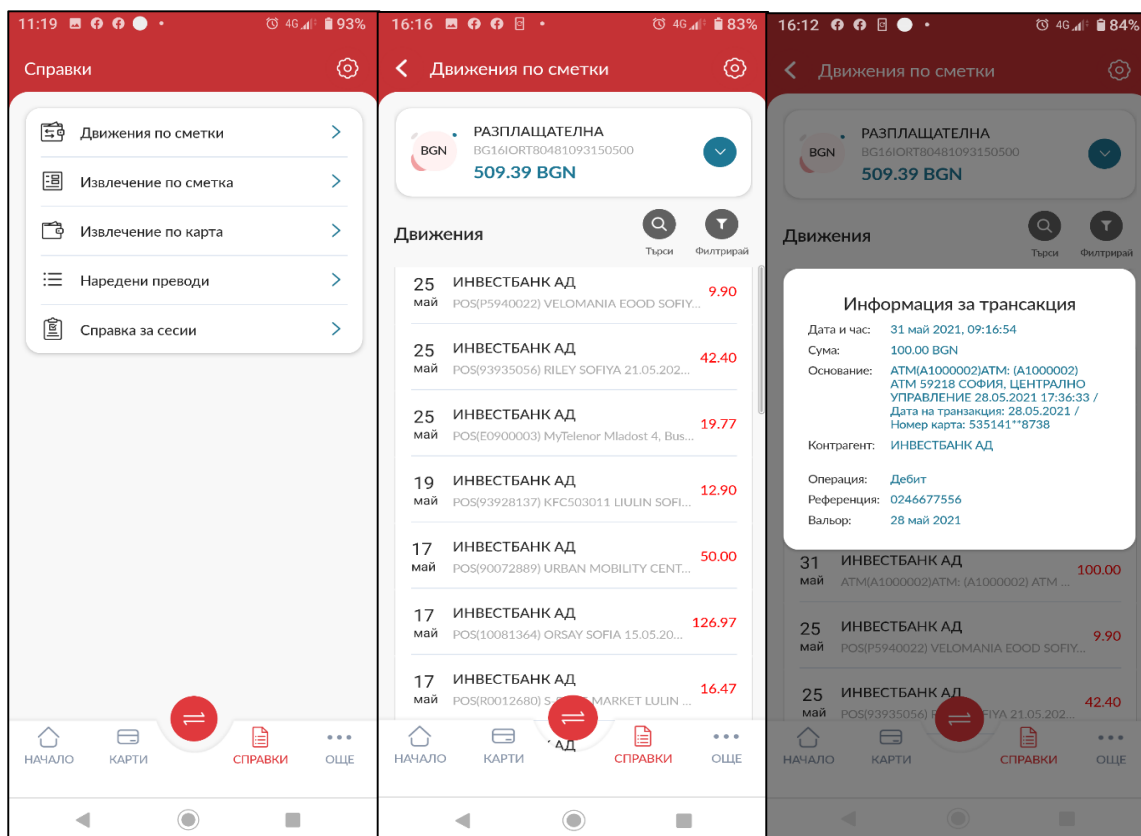 11:19 4G 93%
Справки
Движения по сметки
Извлечение по сметка
Извлечение по карта
Наредени преводи
Справка за сесии
НАЧАЛО КАРТИ СПРАВКИ ОЩЕ
16:16 4G 83%
Движения по сметки
РАЗПЛАЩАТЕЛНА
BGN BG16IORT80481093150500
509.39 BGN
Движения
Търси Филтрирай
25 ИНВЕСТБАНК АД 9.90
май POS(P5940022) VELOMANIA EOOD SOFIY...
25 ИНВЕСТБАНК АД 42.40
май POS(93935056) RILEY SOFIYA 21.05.202...
25 ИНВЕСТБАНК АД 19.77
май POS(E0900003) MyTelenor Mladost 4, Bus...
19 ИНВЕСТБАНК АД 12.90
май POS(93928137) KFC503011 LIULIN SOFI...
17 ИНВЕСТБАНК АД 50.00
май POS(90072889) URBAN MOBILITY CENT...
17 ИНВЕСТБАНК АД 126.97
май POS(10081364) ORSAY SOFIA 15.05.20...
17 ИНВЕСТБАНК АД 16.47
май POS(R0012680) MARKET LULIN ...
АД
НАЧАЛО КАРТИ СПРАВКИ ОЩЕ
16:12 4G 84%
Движения по сметки
РАЗПЛАЩАТЕЛНА
BGN BG16IORT80481093150500
509.39 BGN
Движения
Търси Филтрирай
Информация за трансакция
Дата и час: 31 май 2021, 09:16:54
Сума: 100.00 BGN
Основание: ATM(A1000002)ATM: (A1000002)
ATM 59218 СОФИЯ, ЦЕНТРАЛНО
УПРАВЛЕНИЕ 28.05.2021 17:36:33 /
Дата на транзакция: 28.05.2021 /
Номер карта: 535141**8738
Контрагент: ИНВЕСТБАНК АД
Операция: Дебит
Референция: 0246677556
Вальор: 28 май 2021
31 ИНВЕСТБАНК АД 100.00
май ATM(A1000002)ATM: (A1000002) ATM ...
25 ИНВЕСТБАНК АД 9.90
май POS(P5940022) VELOMANIA EOOD SOFIY...
25 ИНВЕСТБАНК АД 42.40
май POS(93935056) 21.05.202...
НАЧАЛО КАРТИ СПРАВКИ ОЩЕ